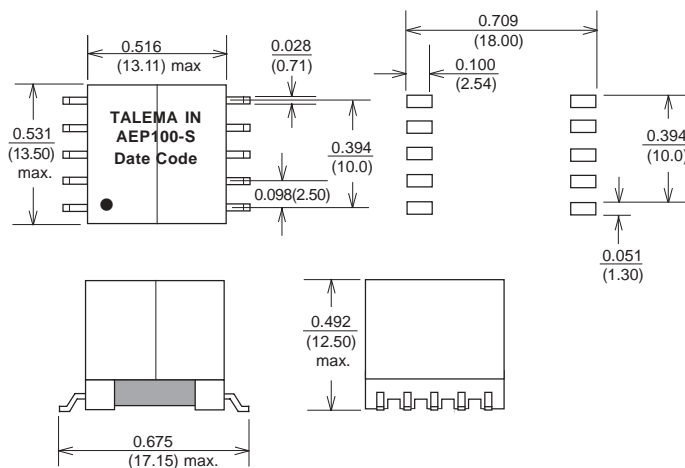 0.516
(13.11) max
0.028
(0.71)
0.531
(13.50)
max.
TALEMA IN
AEP100-S
Date Code
0.394
(10.0)
0.098(2.50)
0.709
(18.00)
0.100
(2.54)
0.394
(10.0)
0.051
(1.30)
0.675
(17.15) max.
0.492
(12.50)
max.